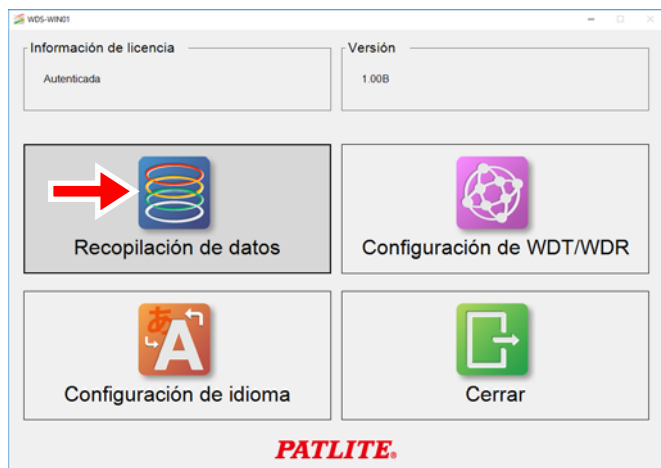 WDS-WIN01
Información de licencia
Autenticada
Versión
1.00B
Recopilación de datos
Configuración de WDT/WDR
あ
A
Configuración de idioma
Cerrar
PATLITE®